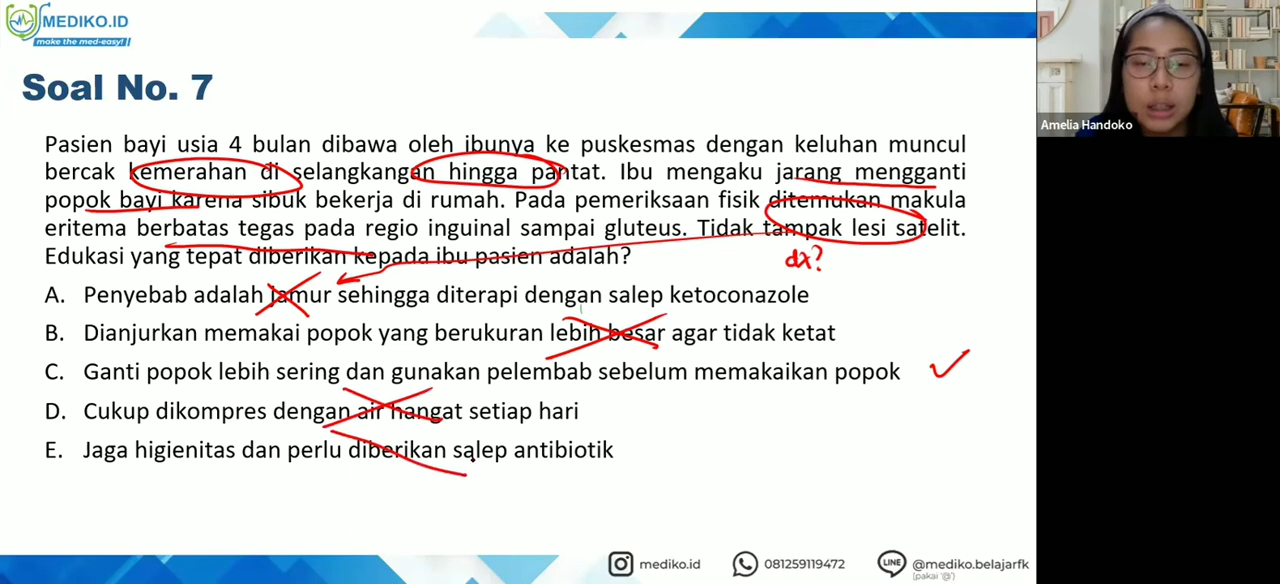 MEDIKO.ID
make the med-easy!
Soal No. 7
Amelia Handoko
Pasien bayi usia 4 bulan dibawa oleh ibunya ke puskesmas dengan keluhan muncul
bercak kemerahan di selangkangan hingga pantat. Ibu mengaku jarang mengganti
popok bayi karena sibuk bekerja di rumah. Pada pemeriksaan fisik ditemukan makula
eritema berbatas tegas pada regio inguinal sampai gluteus. Tidak tampak lesi satelit.
Edukasi yang tepat diberikan kepada ibu pasien adalah?
dx?
A. Penyebab adalah jamur sehingga diterapi dengan salep ketoconazole
B. Dianjurkan memakai popok yang berukuran lebih besar agar tidak ketat
C. Ganti popok lebih sering dan gunakan pelembab sebelum memakaikan popok
D. Cukup dikompres dengan air hangat setiap hari
E. Jaga higienitas dan perlu diberikan salep antibiotik
mediko.id
081259119472
LINE
@mediko.belajarfk
(pakai '@')